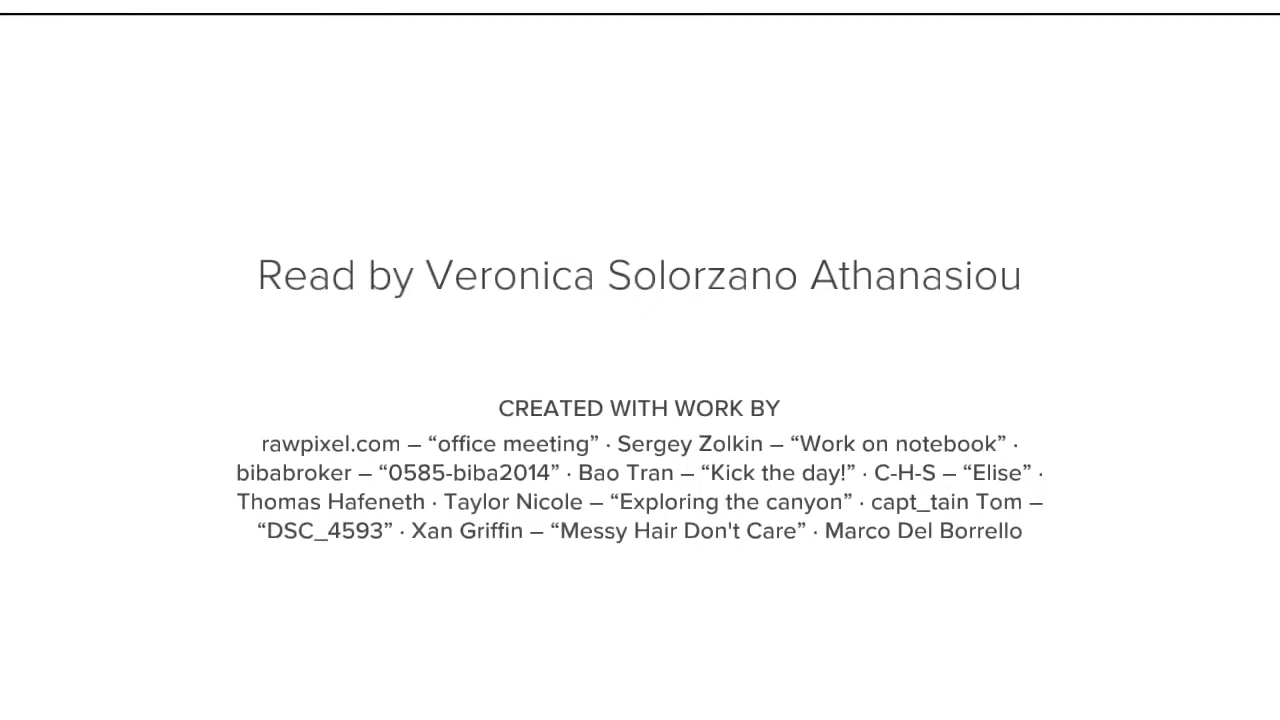 Read by Veronica Solorzano Athanasiou
CREATED WITH WORK BY
rawpixel.com – “office meeting” · Sergey Zolkin – “Work on notebook” ·
bibabroker – “0585-biba2014” · Bao Tran – “Kick the day!” · C-H-S – “Elise” ·
Thomas Hafeneth · Taylor Nicole – “Exploring the canyon” · capt_tain Tom –
“DSC_4593” · Xan Griffin – “Messy Hair Don't Care” · Marco Del Borrello